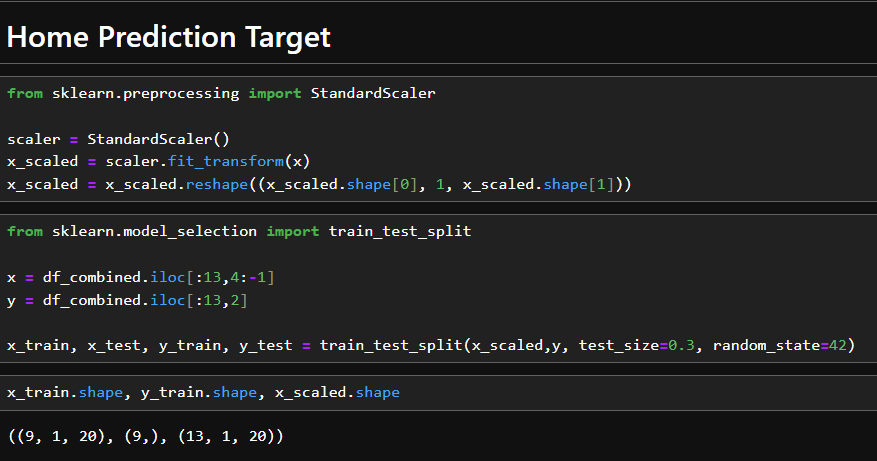 Home Prediction Target
from sklearn.preprocessing import StandardScaler
scaler = StandardScaler()
x_scaled = scaler.fit_transform(x)
x_scaled = x_scaled.reshape((x_scaled.shape[0], 1, x_scaled.shape[1]))
from sklearn.model_selection import train_test_split
x = df_combined.iloc[:13,4:-1]
y = df_combined.iloc[:13,2]
x_train, x_test, y_train, y_test = train_test_split(x_scaled,y, test_size=0.3, random_state=42)
x_train.shape, y_train.shape, x_scaled.shape
((9, 1, 20), (9,), (13, 1, 20))